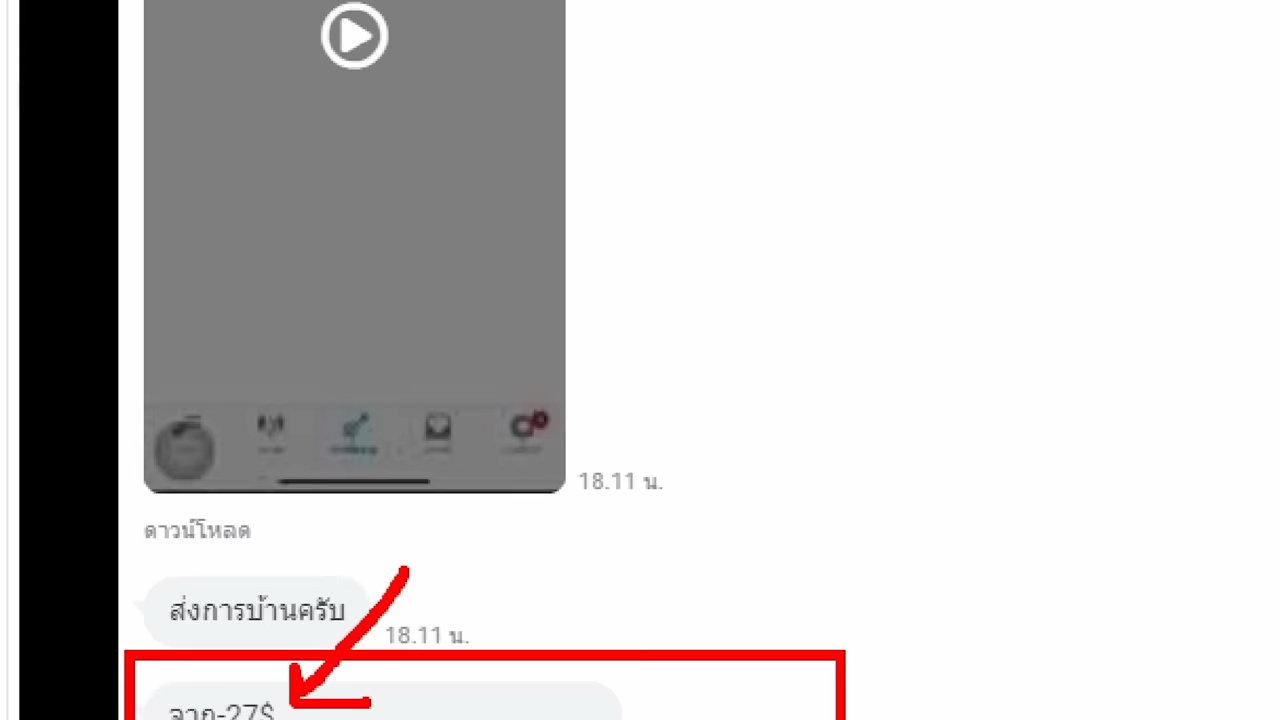 18.11 น.
ดาวน์โหลด
ส่งการบ้านครับ
18.11 น.
จาก-27$